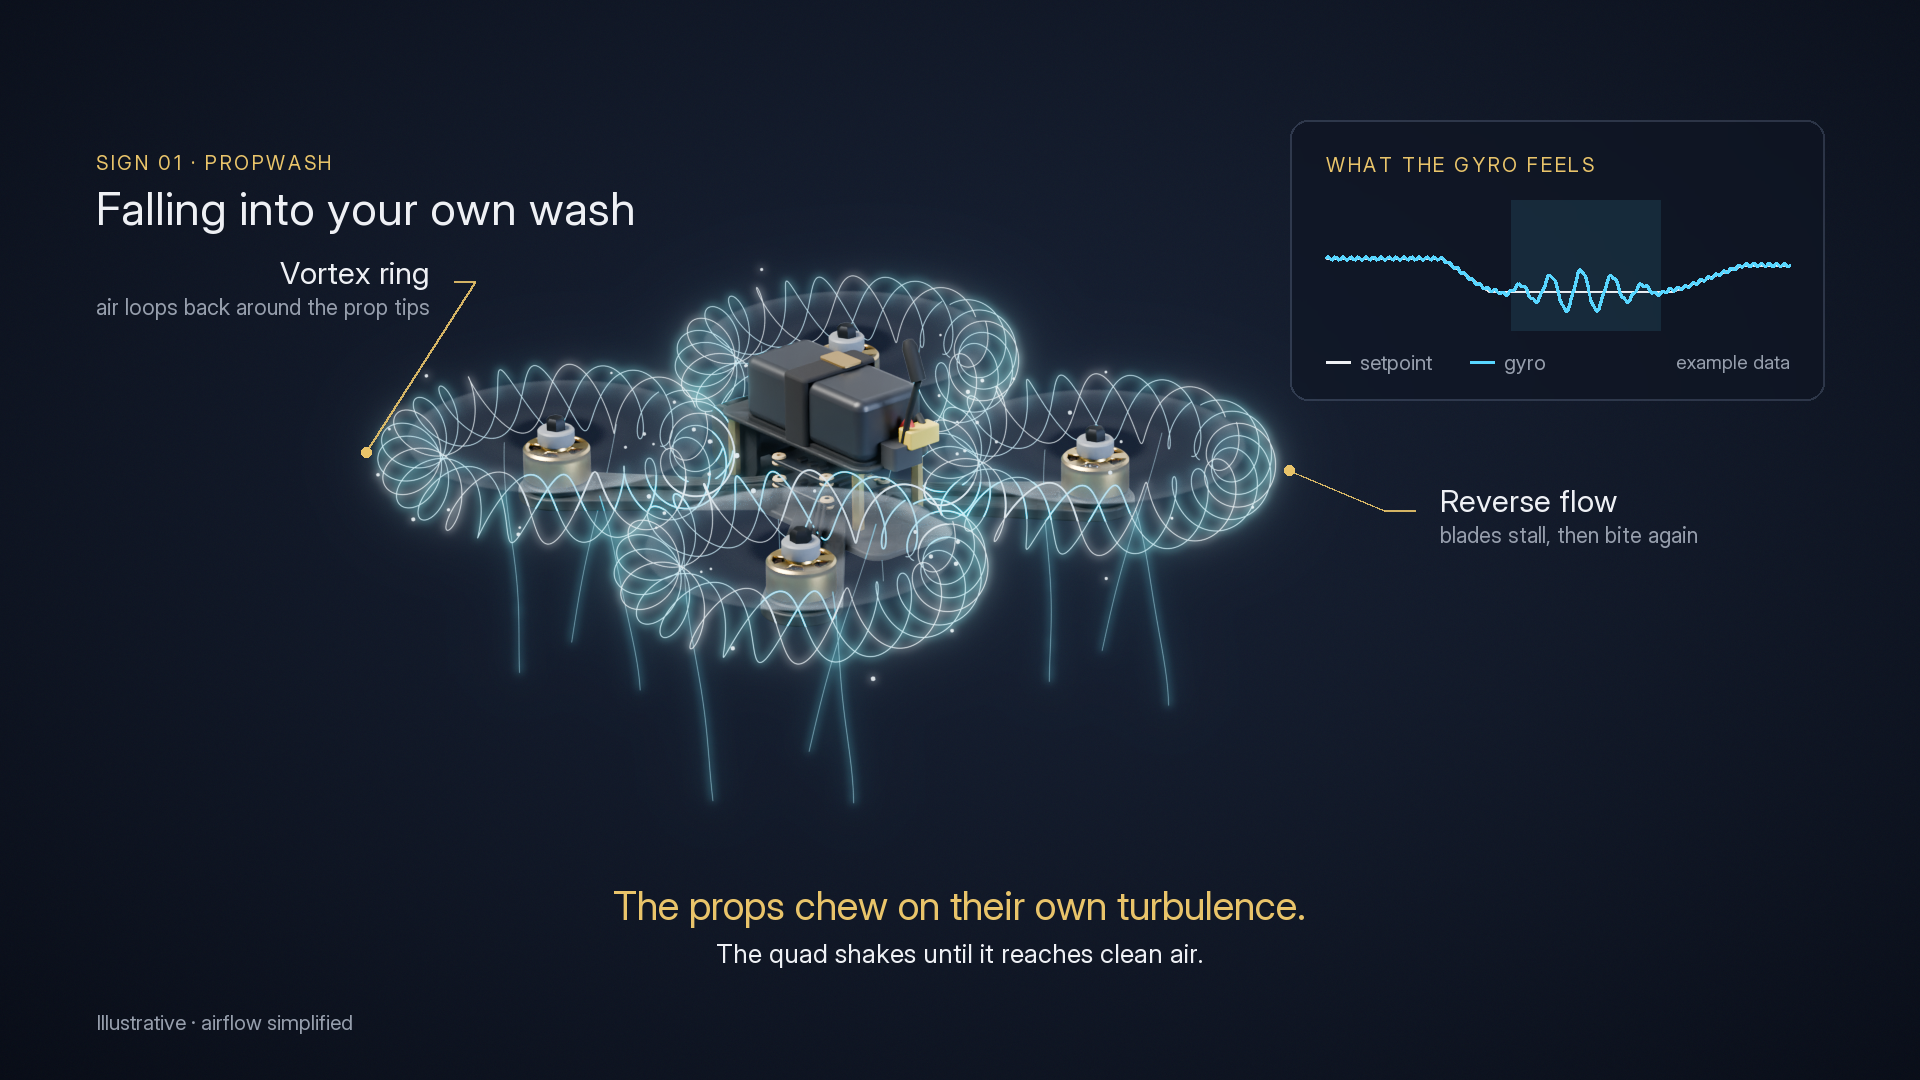 SIGN 01 · PROPWASH
Falling into your own wash
Vortex ring
air loops back around the prop tips
WHAT THE GYRO FEELS
setpoint
gyro
example data
Reverse flow
blades stall, then bite again
The props chew on their own turbulence.
The quad shakes until it reaches clean air.
Illustrative · airflow simplified